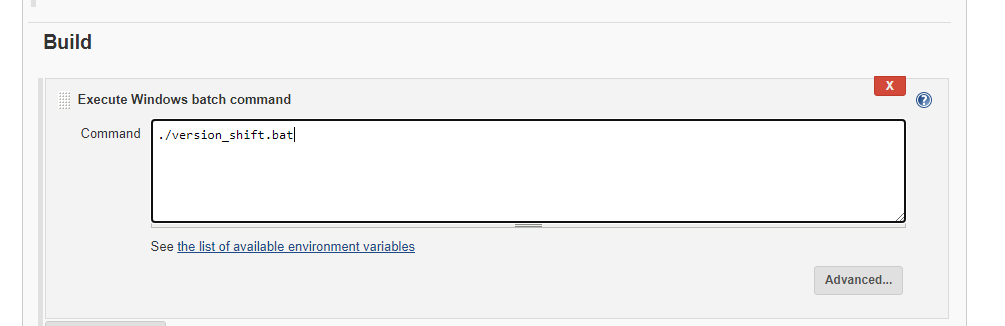 Build
Execute Windows batch command
X
?
Command
./version_shift.bat
See the list of available environment variables
Advanced...